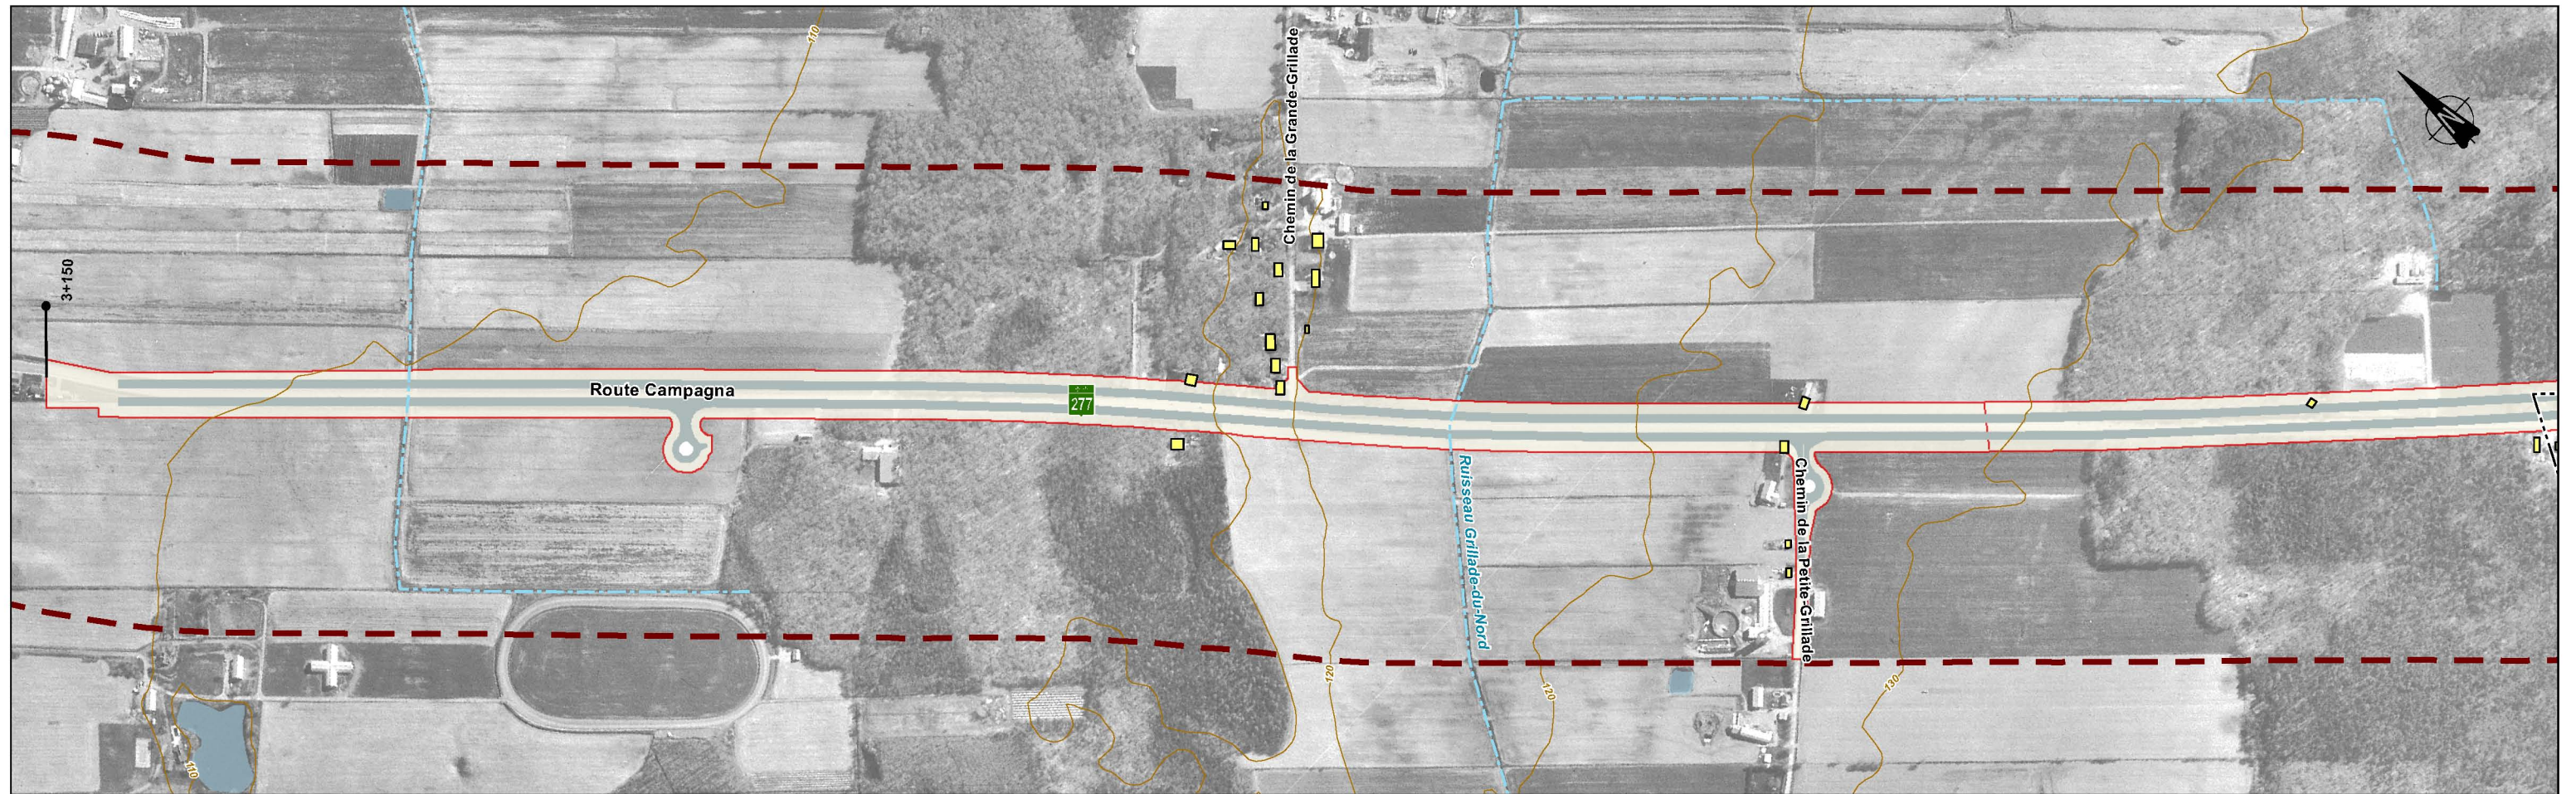 110
Chemin de la Grande-Grillade
N
3+150
Route Campagna
277
Ruisseau Grillade-du-Nord
Chemin de la Petite-Grillade
120
120
130
110